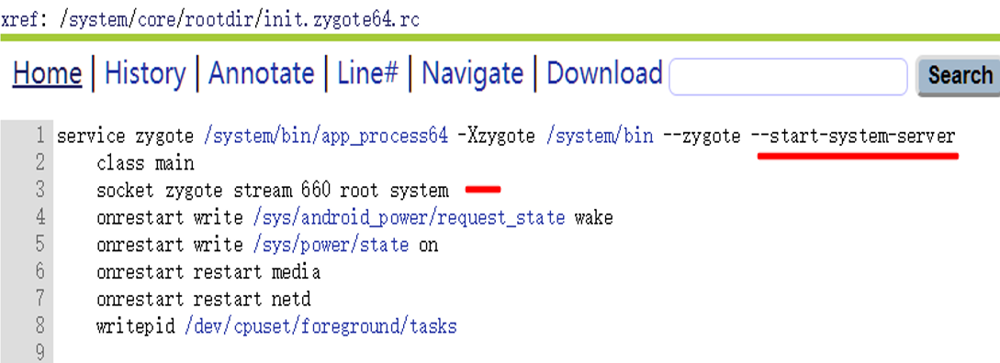 xref: /system/core/rootdir/init.zygote64.rc
Home | History | Annotate | Line# | Navigate | Download Search
1 service zygote /system/bin/app_process64 -Xzygote /system/bin --zygote --start-system-server
2 class main
3 socket zygote stream 660 root system
4 onrestart write /sys/android_power/request_state wake
5 onrestart write /sys/power/state on
6 onrestart restart media
7 onrestart restart netd
8 writepid /dev/cpuset/foreground/tasks
9